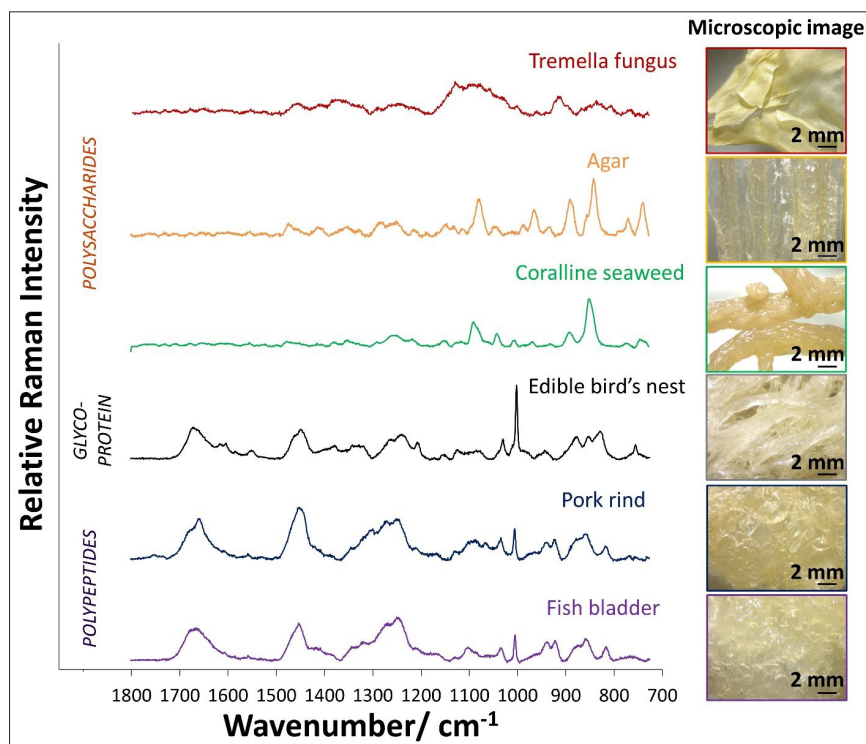 Microscopic image
Tremella fungus
2 mm
Agar
2 mm
POLYSACCHARIDES
Coralline seaweed
2 mm
Relative Raman Intensity
Edible bird's nest
2 mm
GLYCO-
PROTEIN
Pork rind
2 mm
POLYPEPTIDES
Fish bladder
2 mm
1800 1700 1600 1500 1400 1300 1200 1100 1000 900 800 700
Wavenumber/ cm-1